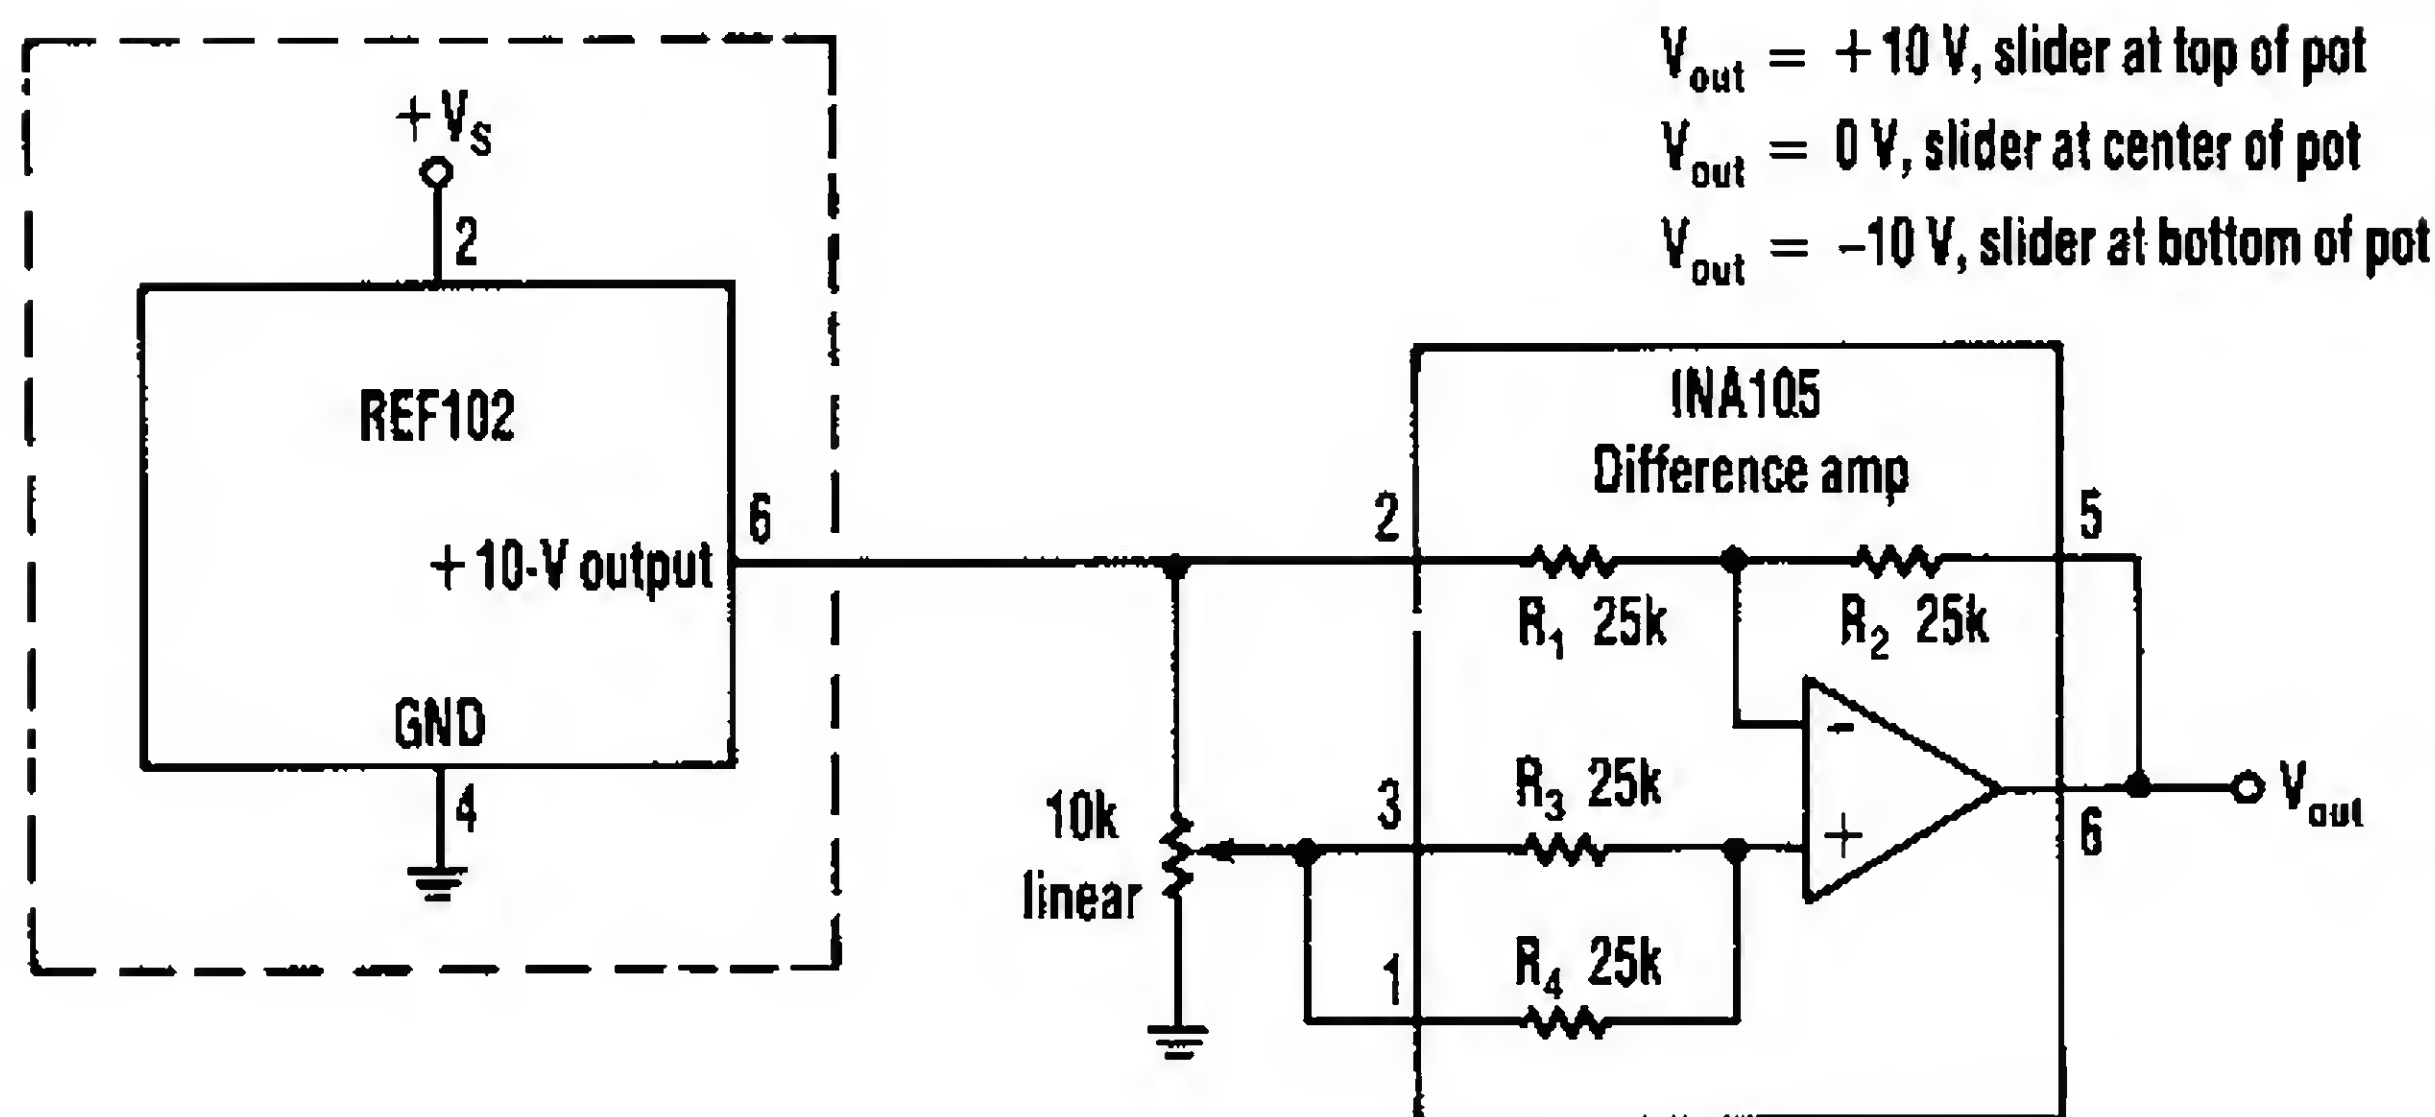 V_out = +10 V, slider at top of pot
V_out = 0 V, slider at center of pot
V_out = –10 V, slider at bottom of pot
+V_S
2
REF102
6
+10-V output
GND
4
INA105
Difference amp
2
5
R_1 25k
R_2 25k
-
10k
linear
3
R_3 25k
+
6
V_out
1
R_4 25k